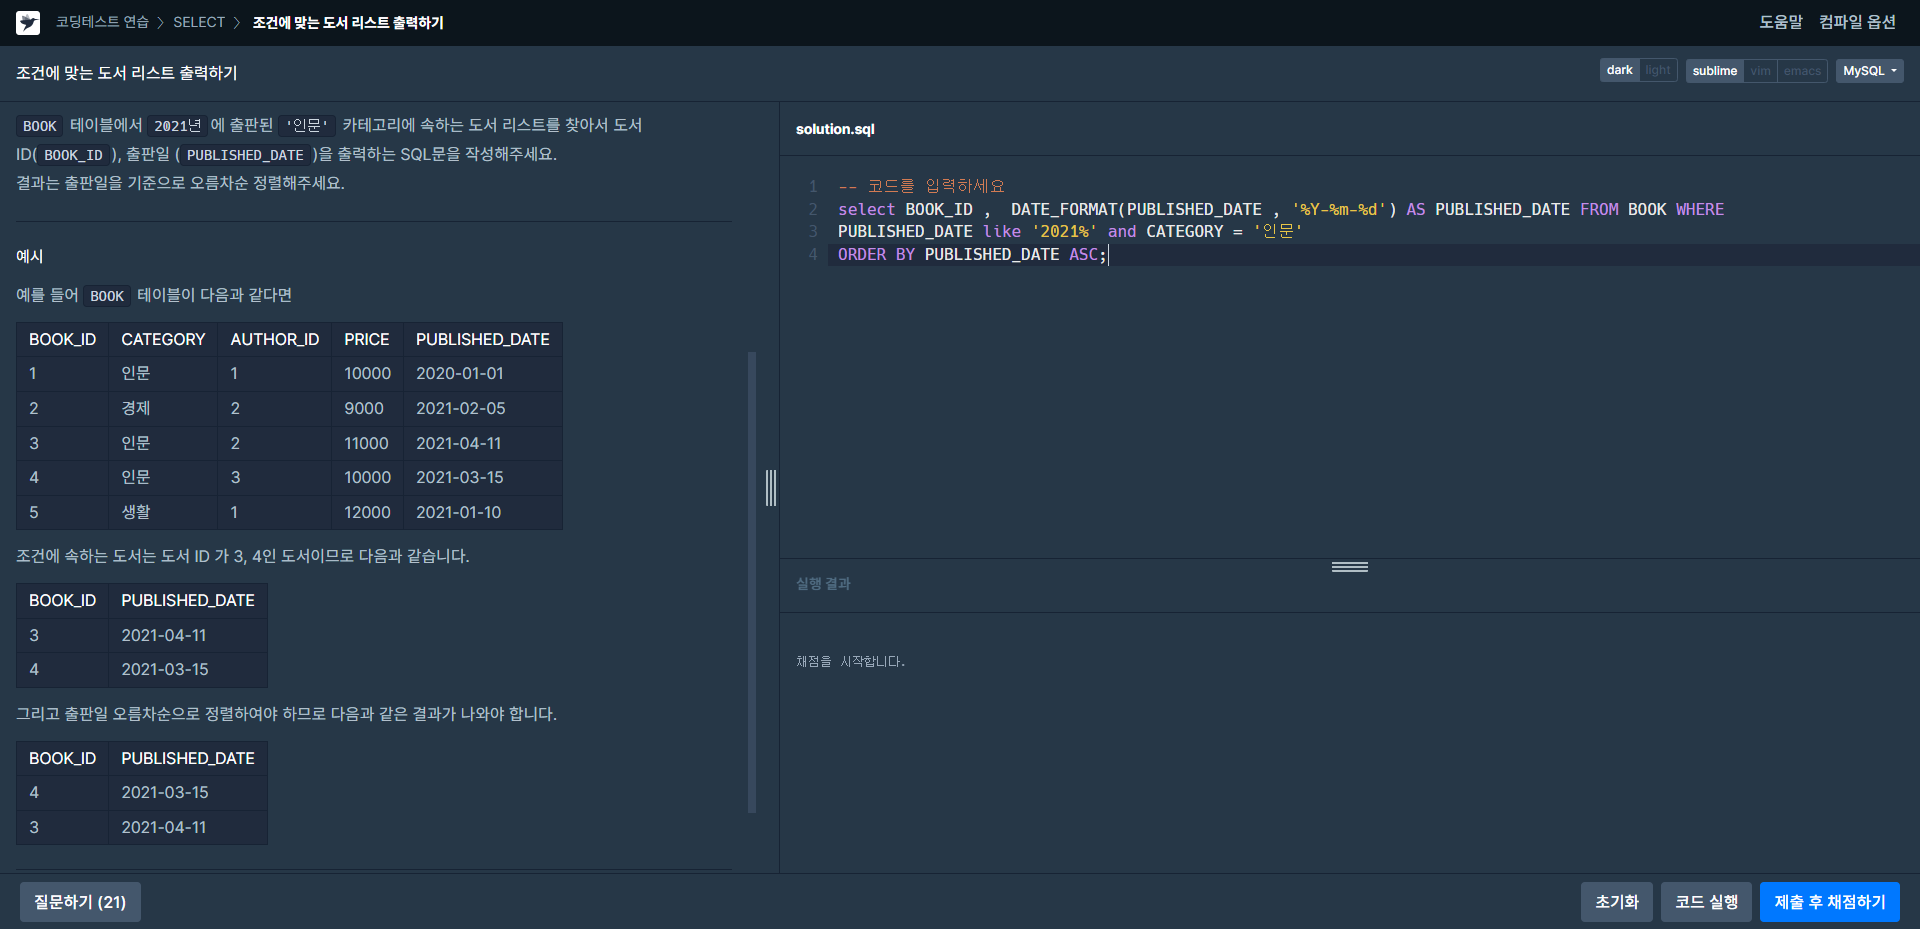 코딩테스트 연습 > SELECT > 조건에 맞는 도서 리스트 출력하기
도움말 컴파일 옵션
조건에 맞는 도서 리스트 출력하기
dark light sublime vim emacs MySQL
BOOK 테이블에서 2021년 에 출판된 '인문' 카테고리에 속하는 도서 리스트를 찾아서 도서
ID( BOOK_ID ), 출판일 ( PUBLISHED_DATE )을 출력하는 SQL문을 작성해주세요.
결과는 출판일을 기준으로 오름차순 정렬해주세요.
예시
예를 들어 BOOK 테이블이 다음과 같다면
BOOK_ID CATEGORY AUTHOR_ID PRICE PUBLISHED_DATE
1 인문 1 10000 2020-01-01
2 경제 2 9000 2021-02-05
3 인문 2 11000 2021-04-11
4 인문 3 10000 2021-03-15
5 생활 1 12000 2021-01-10
조건에 속하는 도서는 도서 ID 가 3, 4인 도서이므로 다음과 같습니다.
BOOK_ID PUBLISHED_DATE
3 2021-04-11
4 2021-03-15
그리고 출판일 오름차순으로 정렬하여야 하므로 다음과 같은 결과가 나와야 합니다.
BOOK_ID PUBLISHED_DATE
4 2021-03-15
3 2021-04-11
solution.sql
1 -- 코드를 입력하세요
2 select BOOK_ID ,  DATE_FORMAT(PUBLISHED_DATE , '%Y-%m-%d') AS PUBLISHED_DATE FROM BOOK WHERE
3 PUBLISHED_DATE like '2021%' and CATEGORY = '인문'
4 ORDER BY PUBLISHED_DATE ASC;
실행 결과
채점을 시작합니다.
질문하기 (21)
초기화 코드 실행 제출 후 채점하기